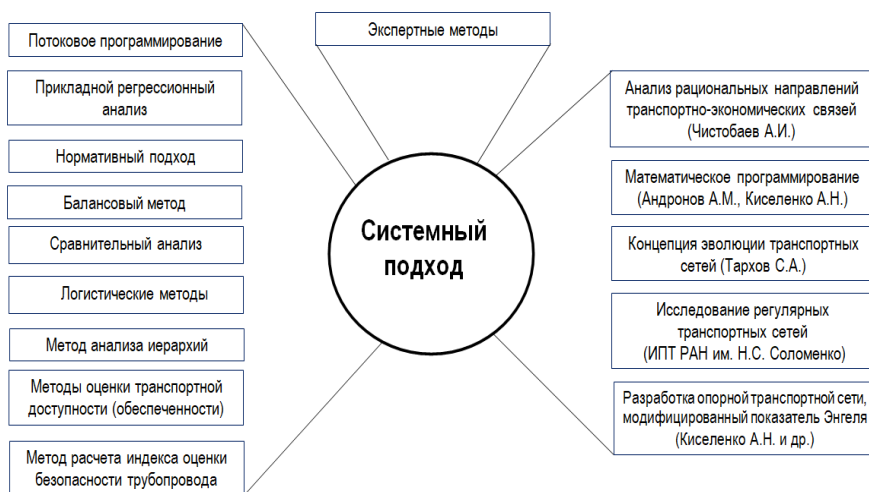 Потоковое программирование
Прикладной регрессионный
анализ
Нормативный подход
Балансовый метод
Сравнительный анализ
Логистические методы
Метод анализа иерархий
Методы оценки транспортной
доступности (обеспеченности)
Метод расчета индекса оценки
безопасности трубопровода
Экспертные методы
Системный
подход
Анализ рациональных направлений
транспортно-экономических связей
(Чистобаев А.И.)
Математическое программирование
(Андронов А.М., Киселенко А.Н.)
Концепция эволюции транспортных
сетей (Тархов С.А.)
Исследование регулярных
транспортных сетей
(ИПТ РАН им. Н.С. Соломенко)
Разработка опорной транспортной сети,
модифицированный показатель Энгеля
(Киселенко А.Н. и др.)